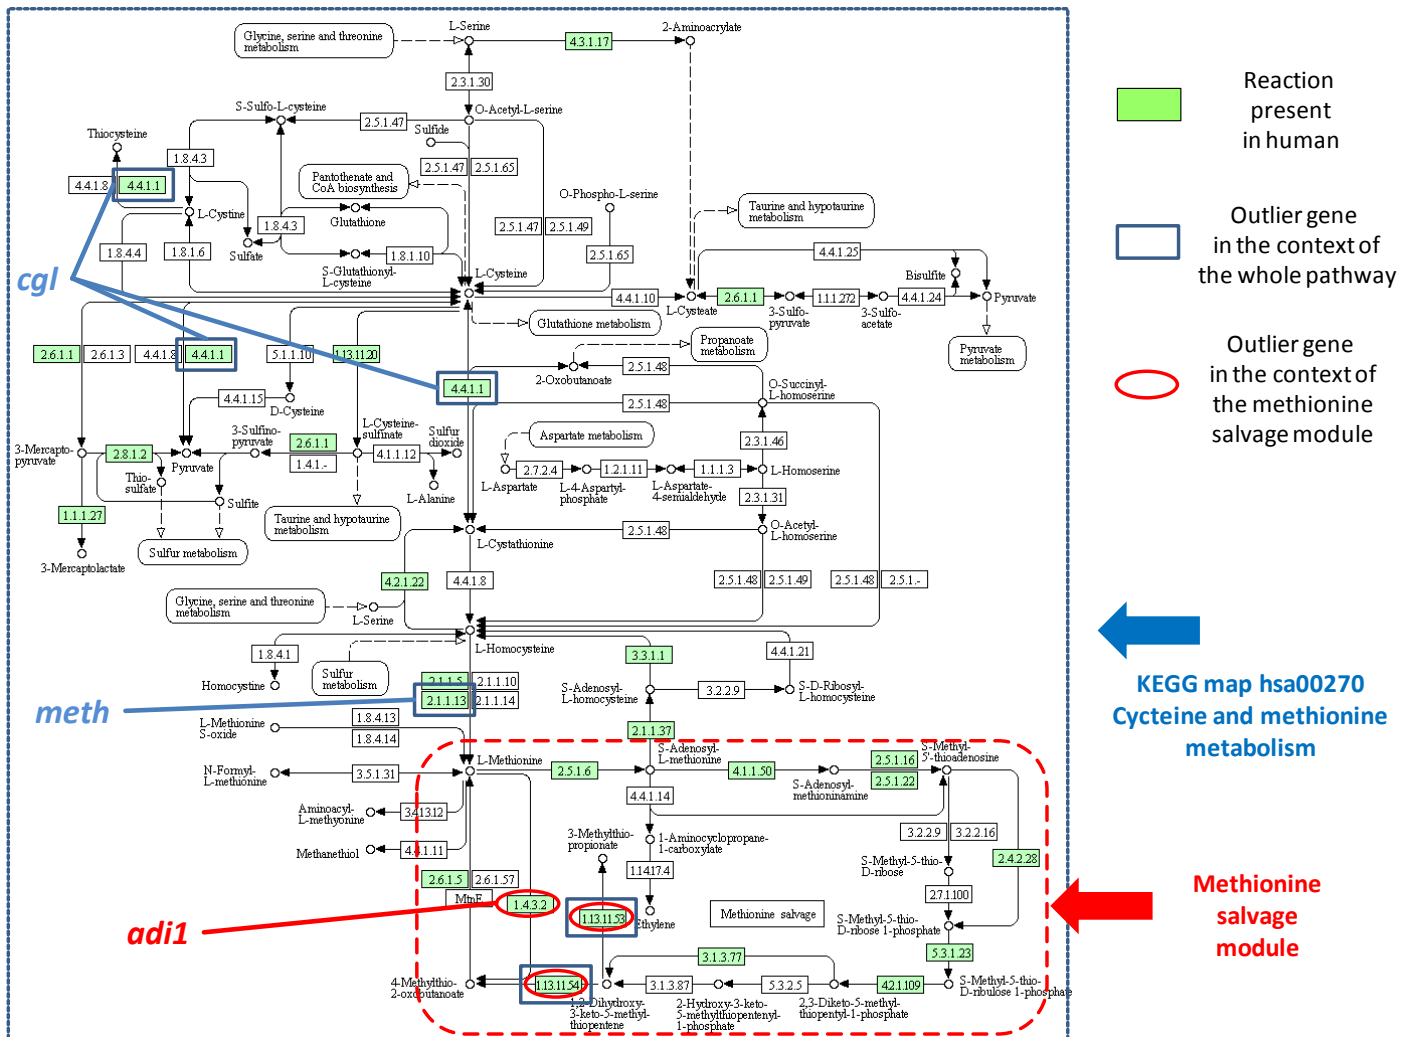 L-Serine
2-Aminoacrylate
Glycine, serine and threonine
metabolism
4.3.1.17
2.3.1.30
S-Sulfo-L-cysteine
O-Acetyl-L-serine
2.5.1.47
Thiocysteine
Sulfide
1.8.4.3
2.5.1.47
2.5.1.65
4.4.1.8
4.4.1.1
Pantothenate and
CoA biosynthesis
O-Phospho-L-serine
L-Cystine
1.8.4.3
Glutathione
Taurine and hypotaurine
metabolism
2.5.1.47
2.5.1.49
1.8.4.4
1.8.1.6
Sulfate
1.8.1.10
2.5.1.65
4.4.1.25
S-Glutathionyl-
L-cysteine
L-Cysteine
Bisulfite
cgl
4.4.1.10
L-Cysteate
2.6.1.1
3-Sulfo-
pyruvate
1.1.1.272
3-Sulfo-
acetate
4.4.1.24
Pyruvate
Glutathione metabolism
Propanoate
metabolism
Pyruvate
metabolism
2.6.1.1
2.6.1.3
4.4.1.8
4.4.1.1
5.1.1.10
1.13.11.20
2-Oxobutanoate
2.5.1.48
4.4.1.1
O-Succinyl-
L-homoserine
4.4.1.15
D-Cysteine
2.5.1.48
3-Mercapto-
pyruvate
2.8.1.2
Pyruvate
3-Sulfino-
pyruvate
2.6.1.1
1.4.1.-
L-Cysteine-
sulfinate
4.1.1.12
Sulfur
dioxide
Aspartate metabolism
2.3.1.46
L-Aspartate
2.7.2.4
L-4-Aspartyl-
phosphate
1.2.1.11
L-Aspartate-
4-semialdehyde
1.1.1.3
L-Homoserine
Thio-
sulfate
Sulfite
L-Alanine
2.3.1.31
1.1.1.27
Taurine and hypotaurine
metabolism
Sulfur metabolism
3-Mercaptolactate
L-Cystathionine
2.5.1.48
O-Acetyl-
L-homoserine
4.2.1.22
4.4.1.8
2.5.1.48
2.5.1.49
2.5.1.48
2.5.1.-
Glycine, serine and threonine
metabolism
L-Serine
L-Homocysteine
1.8.4.1
Sulfur
metabolism
3.3.1.1
4.4.1.21
Homocystine
2.1.1.5
2.1.1.10
2.1.1.13
2.1.1.14
S-Adenosyl-
L-homocysteine
3.2.2.9
S-D-Ribosyl-
L-homocysteine
meth
L-Methionine
S-oxide
1.8.4.13
1.8.4.14
2.1.1.37
L-Methionine
S-Adenosyl-
L-methionine
S-Methyl-
5'-thioadenosine
N-Formyl-
L-methionine
3.5.1.31
2.5.1.6
4.1.1.50
S-Adenosyl-
methioninamine
2.5.1.16
2.5.1.22
4.4.1.14
Aminoacyl-
L-methyonine
3.4.13.12
3-Methylthio-
propionate
1-Aminocyclopropane-
1-carboxylate
3.2.2.9
3.2.2.16
Methanethiol
4.4.1.11
S-Methyl-5-thio-
D-ribose
2.4.2.28
1.14.17.4
2.6.1.5
2.6.1.57
MtnE
1.4.3.2
2.7.1.100
1.13.11.53
Ethylene
Methionine salvage
S-Methyl-5-thio-
D-ribose 1-phosphate
adi1
5.3.1.23
3.1.3.77
4-Methylthio-
2-oxobutanoate
1.13.11.54
1,2-Dihydroxy-
3-keto-5-methyl-
thiopentene
3.1.3.87
2-Hydroxy-3-keto-
5-methylthiopentenyl-
1-phosphate
5.3.2.5
2,3-Diketo-5-methyl-
thiopentyl-1-phosphate
4.2.1.109
S-Methyl-5-thio-
D-ribulose 1-phosphate
Reaction
present
in human
Outlier gene
in the context of
the whole pathway
Outlier gene
in the context of
the methionine
salvage module
KEGG map hsa00270
Cycteine and methionine
metabolism
Methionine
salvage
module